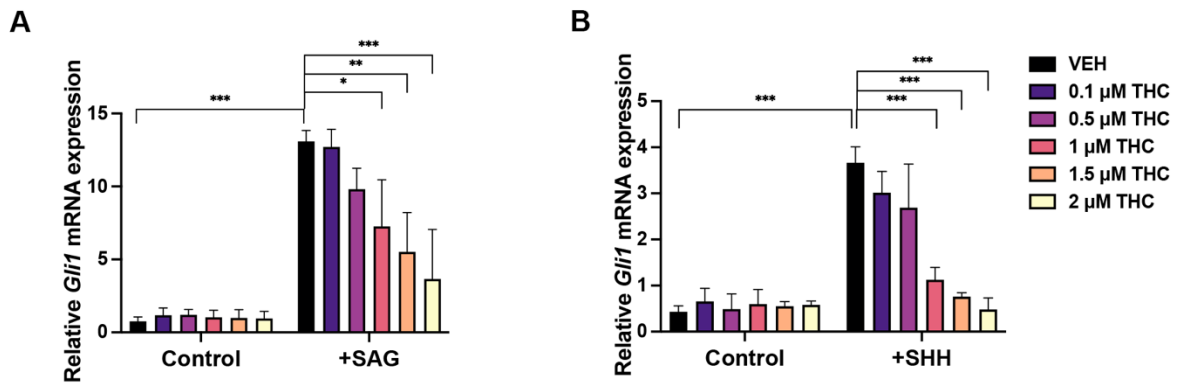 A
Relative Gli1 mRNA expression
15
10
5
0
***
***
**
*
Control
+SAG
B
Relative Gli1 mRNA expression
5
4
3
2
1
0
***
***
***
***
Control
+SHH
VEH
0.1 µM THC
0.5 µM THC
1 µM THC
1.5 µM THC
2 µM THC